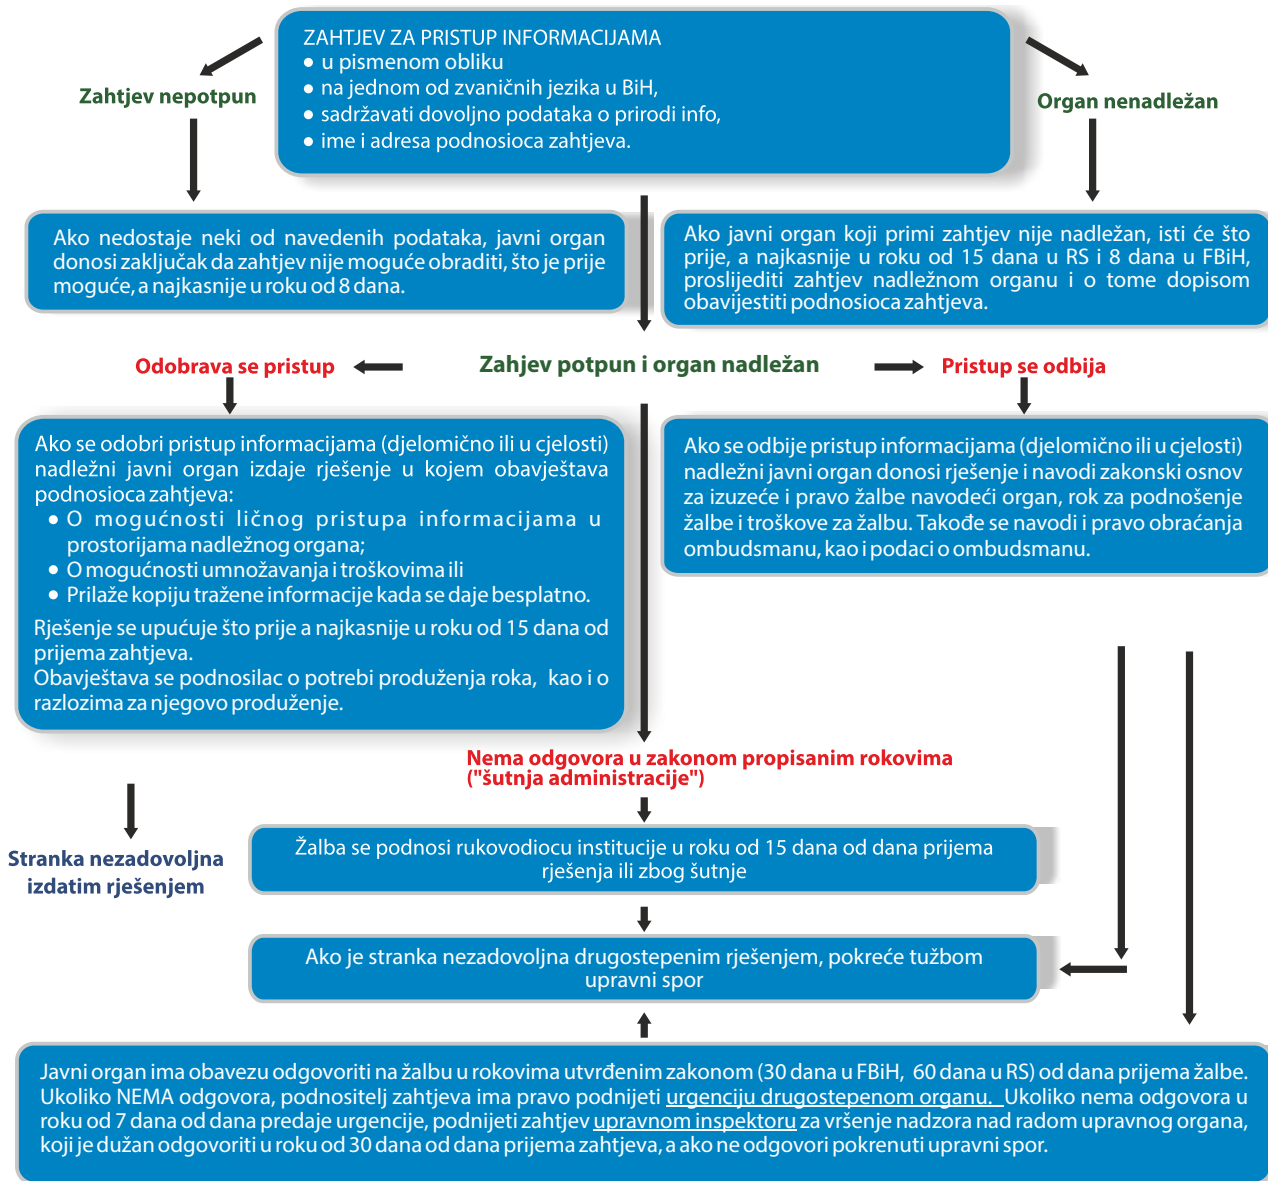 ZAHTJEV ZA PRISTUP INFORMACIJAMA
● u pismenom obliku
● na jednom od zvaničnih jezika u BiH,
● sadržavati dovoljno podataka o prirodi info,
● ime i adresa podnosioca zahtjeva.
Zahtjev nepotpun
Organ nenadležan
Ako nedostaje neki od navedenih podataka, javni organ
donosi zaključak da zahtjev nije moguće obraditi, što je prije
moguće, a najkasnije u roku od 8 dana.
Ako javni organ koji primi zahtjev nije nadležan, isti će što
prije, a najkasnije u roku od 15 dana u RS i 8 dana u FBiH,
proslijediti zahtjev nadležnom organu i o tome dopisom
obavijestiti podnosioca zahtjeva.
Odobrava se pristup
Zahjev potpun i organ nadležan
Pristup se odbija
Ako se odobri pristup informacijama (djelomično ili u cjelosti)
nadležni javni organ izdaje rješenje u kojem obavještava
podnosioca zahtjeva:
● O mogućnosti ličnog pristupa informacijama u
prostorijama nadležnog organa;
● O mogućnosti umnožavanja i troškovima ili
● Prilaže kopiju tražene informacije kada se daje besplatno.
Rješenje se upućuje što prije a najkasnije u roku od 15 dana od
prijema zahtjeva.
Obavještava se podnosilac o potrebi produženja roka, kao i o
razlozima za njegovo produženje.
Ako se odbije pristup informacijama (djelomično ili u cjelosti)
nadležni javni organ donosi rješenje i navodi zakonski osnov
za izuzeće i pravo žalbe navodeći organ, rok za podnošenje
žalbe i troškove za žalbu. Takođe se navodi i pravo obraćanja
ombudsmanu, kao i podaci o ombudsmanu.
Nema odgovora u zakonom propisanim rokovima
("šutnja administracije")
Stranka nezadovoljna
izdatim rješenjem
Žalba se podnosi rukovodiocu institucije u roku od 15 dana od dana prijema
rješenja ili zbog šutnje
Ako je stranka nezadovoljna drugostepenim rješenjem, pokreće tužbom
upravni spor
Javni organ ima obavezu odgovoriti na žalbu u rokovima utvrđenim zakonom (30 dana u FBiH, 60 dana u RS) od dana prijema žalbe.
Ukoliko NEMA odgovora, podnositelj zahtjeva ima pravo podnijeti urgenciju drugostepenom organu. Ukoliko nema odgovora u
roku od 7 dana od dana predaje urgencije, podnijeti zahtjev upravnom inspektoru za vršenje nadzora nad radom upravnog organa,
koji je dužan odgovoriti u roku od 30 dana od dana prijema zahtjeva, a ako ne odgovori pokrenuti upravni spor.